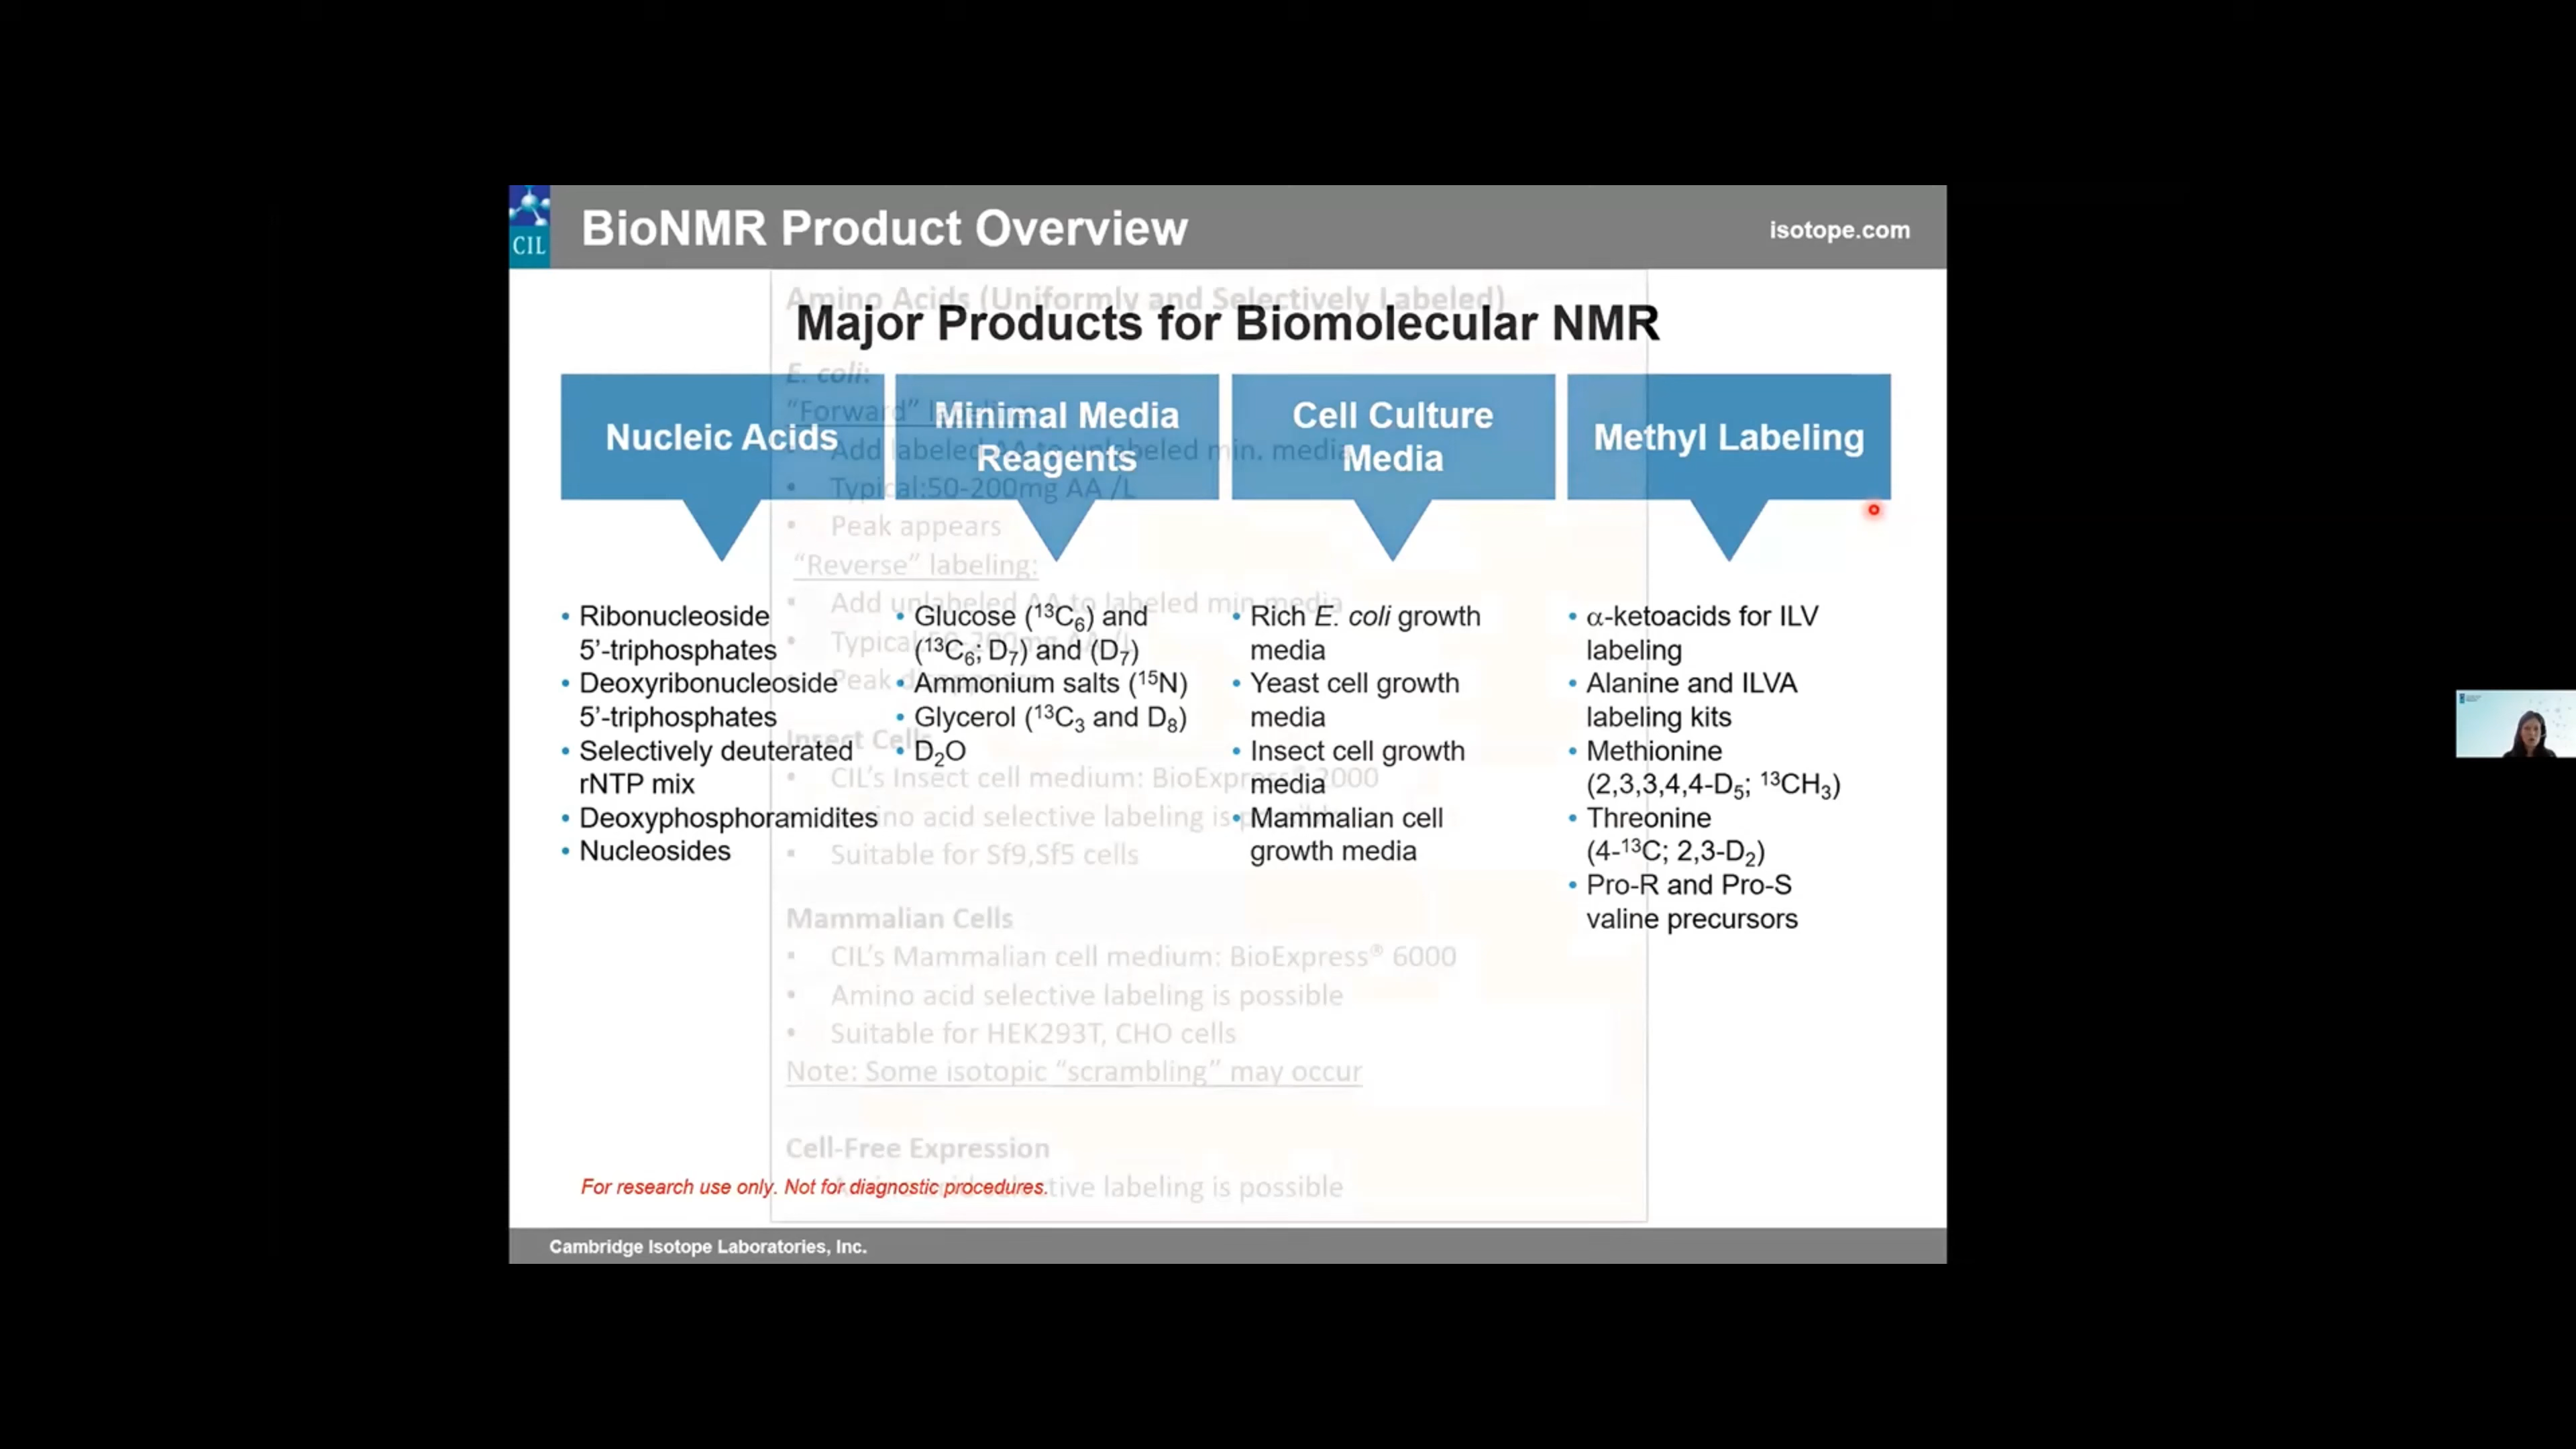 CIL
BioNMR Product Overview
isotope.com
Amino Acids (Uniformly and Selectively Labeled)
Major Products for Biomolecular NMR
Nucleic Acids
Minimal Media
Reagents
Cell Culture
Media
Methyl Labeling
• Ribonucleoside
5’-triphosphates
• Deoxyribonucleoside
5’-triphosphates
• Selectively deuterated
rNTP mix
• Deoxyphosphoramidites
• Nucleosides
• Glucose (¹³C₆) and
(¹³C₆; D₇) and (D₇)
• Ammonium salts (¹⁵N)
• Glycerol (¹³C₃ and D₈)
• D₂O
• Rich E. coli growth
media
• Yeast cell growth
media
• Insect cell growth
media
• Mammalian cell
growth media
• α-ketoacids for ILV
labeling
• Alanine and ILVA
labeling kits
• Methionine
(2,3,3,4,4-D₅; ¹³CH₃)
• Threonine
(4-¹³C; 2,3-D₂)
• Pro-R and Pro-S
valine precursors
E. coli:
“Forward”
Add labeled AA to unlabeled min. media
Typical:50-200mg AA /L
Peak appears
“Reverse” labeling:
Add unlabeled AA to labeled min media
Typical 50-200mg AA /L
Peak
Insect Cells
CIL’s Insect cell medium: BioExpress® 2000
Amino acid selective labeling is possible
Suitable for Sf9,Sf5 cells
Mammalian Cells
CIL’s Mammalian cell medium: BioExpress® 6000
Amino acid selective labeling is possible
Suitable for HEK293T, CHO cells
Note: Some isotopic “scrambling” may occur
Cell-Free Expression
selective labeling is possible
For research use only. Not for diagnostic procedures.
Cambridge Isotope Laboratories, Inc.